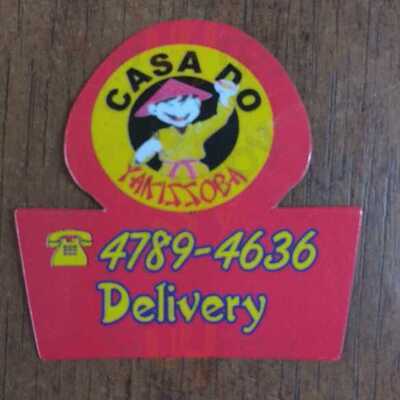 CASA DO
YAKISSOBA
4789-4636
Delivery